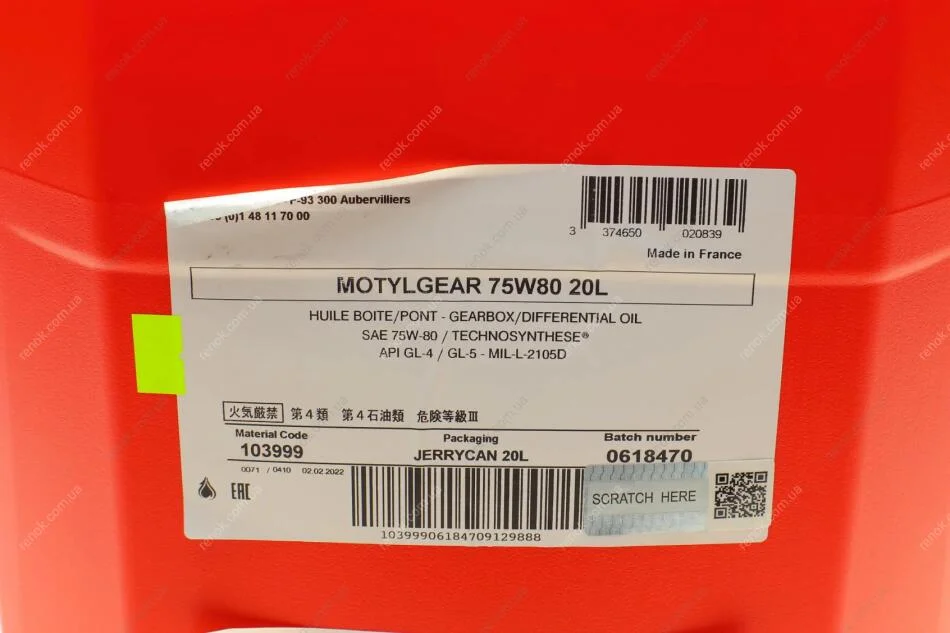 F-93 300 Aubervilliers
(0)1 48 11 70 00
3 374650 020839
Made in France
MOTYLGEAR 75W80 20L
HUILE BOITE/PONT - GEARBOX/DIFFERENTIAL OIL
SAE 75W-80 / TECHNOSYNTHESE®
API GL-4 / GL-5 - MIL-L-2105D
火気厳禁 第4類 第4石油類 危険等級Ⅲ
Material Code Packaging Batch number
103999 JERRYCAN 20L 0618470
0071 / 0410 02.02.2022
EAC
SCRATCH HERE
10399906184709129888
renok.com.ua